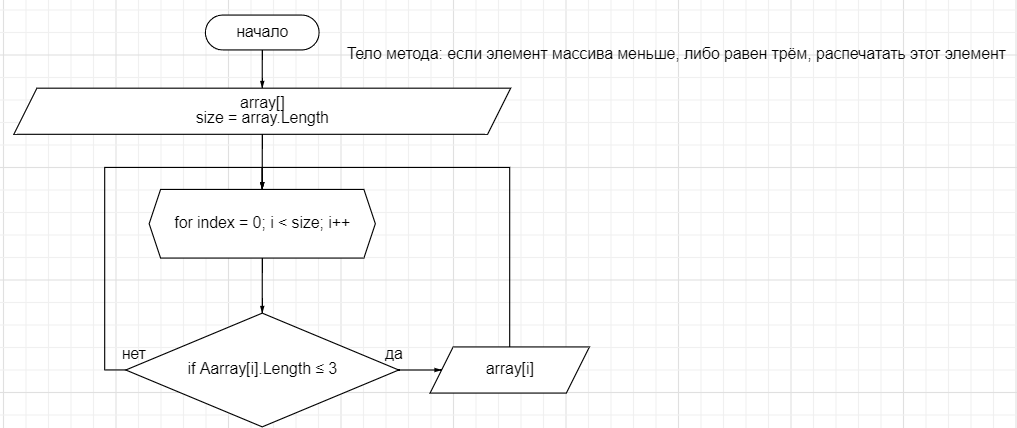 начало
Тело метода: если элемент массива меньше, либо равен трём, распечатать этот элемент
array[]
size = array.Length
for index = 0; i < size; i++
нет
да
if Aarray[i].Length ≤ 3
array[i]